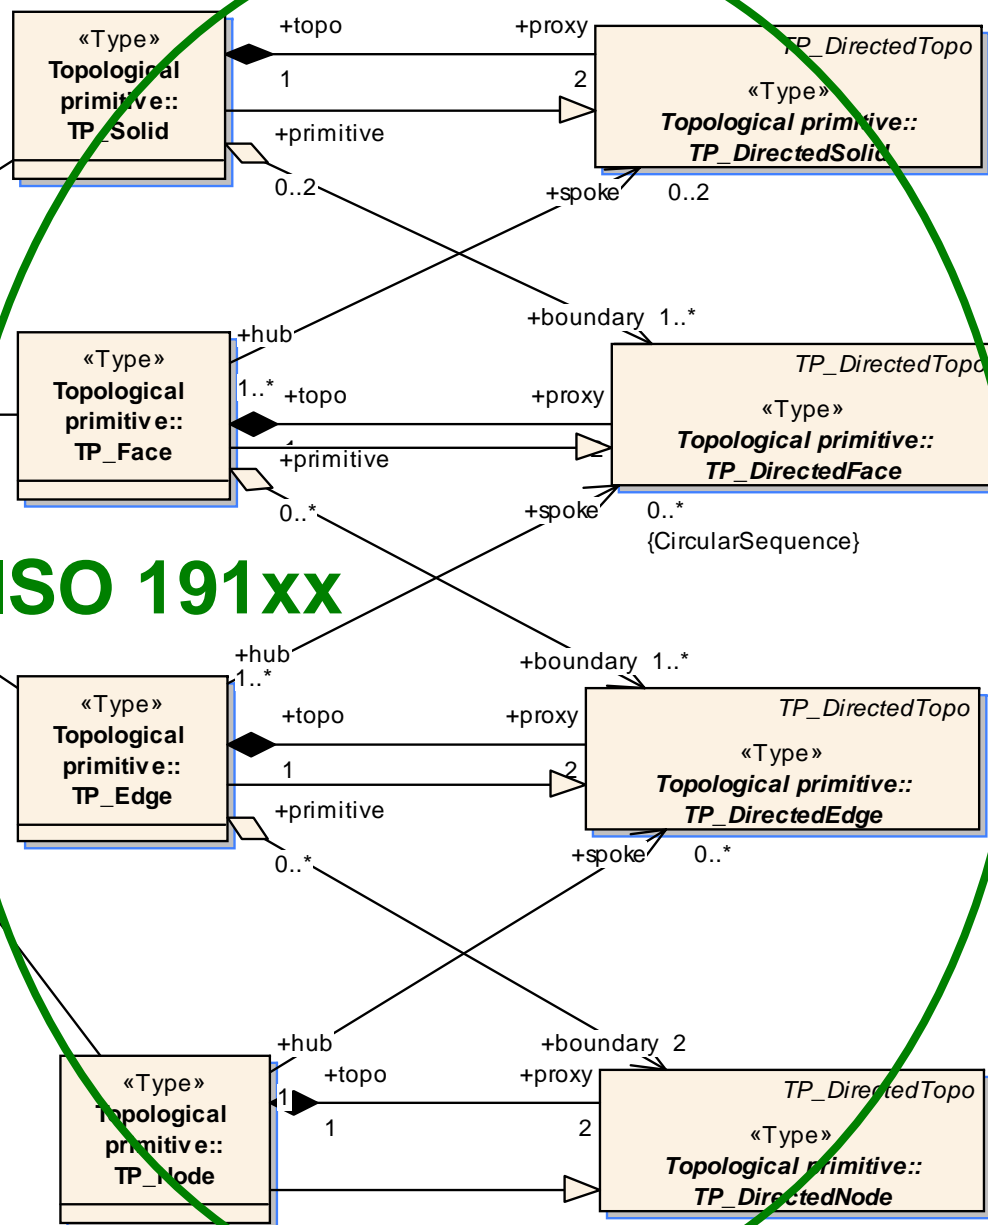 «Type»
Topological
primitive::
TP_Solid
+topo
+proxy
1
2
+primitive
0..2
TP_DirectedTopo
«Type»
Topological primitive::
TP_DirectedSolid
+spoke
0..2
+hub
1..*
+boundary 1..*
«Type»
Topological
primitive::
TP_Face
+topo
+proxy
1
2
+primitive
0..*
TP_DirectedTopo
«Type»
Topological primitive::
TP_DirectedFace
+spoke
0..*
{CircularSequence}
ISO 191xx
+hub
1..*
+boundary 1..*
«Type»
Topological
primitive::
TP_Edge
+topo
+proxy
1
2
+primitive
0..*
TP_DirectedTopo
«Type»
Topological primitive::
TP_DirectedEdge
+spoke
0..*
+hub
1
+boundary 2
«Type»
Topological
primitive::
TP_Node
+topo
+proxy
1
2
TP_DirectedTopo
«Type»
Topological primitive::
TP_DirectedNode